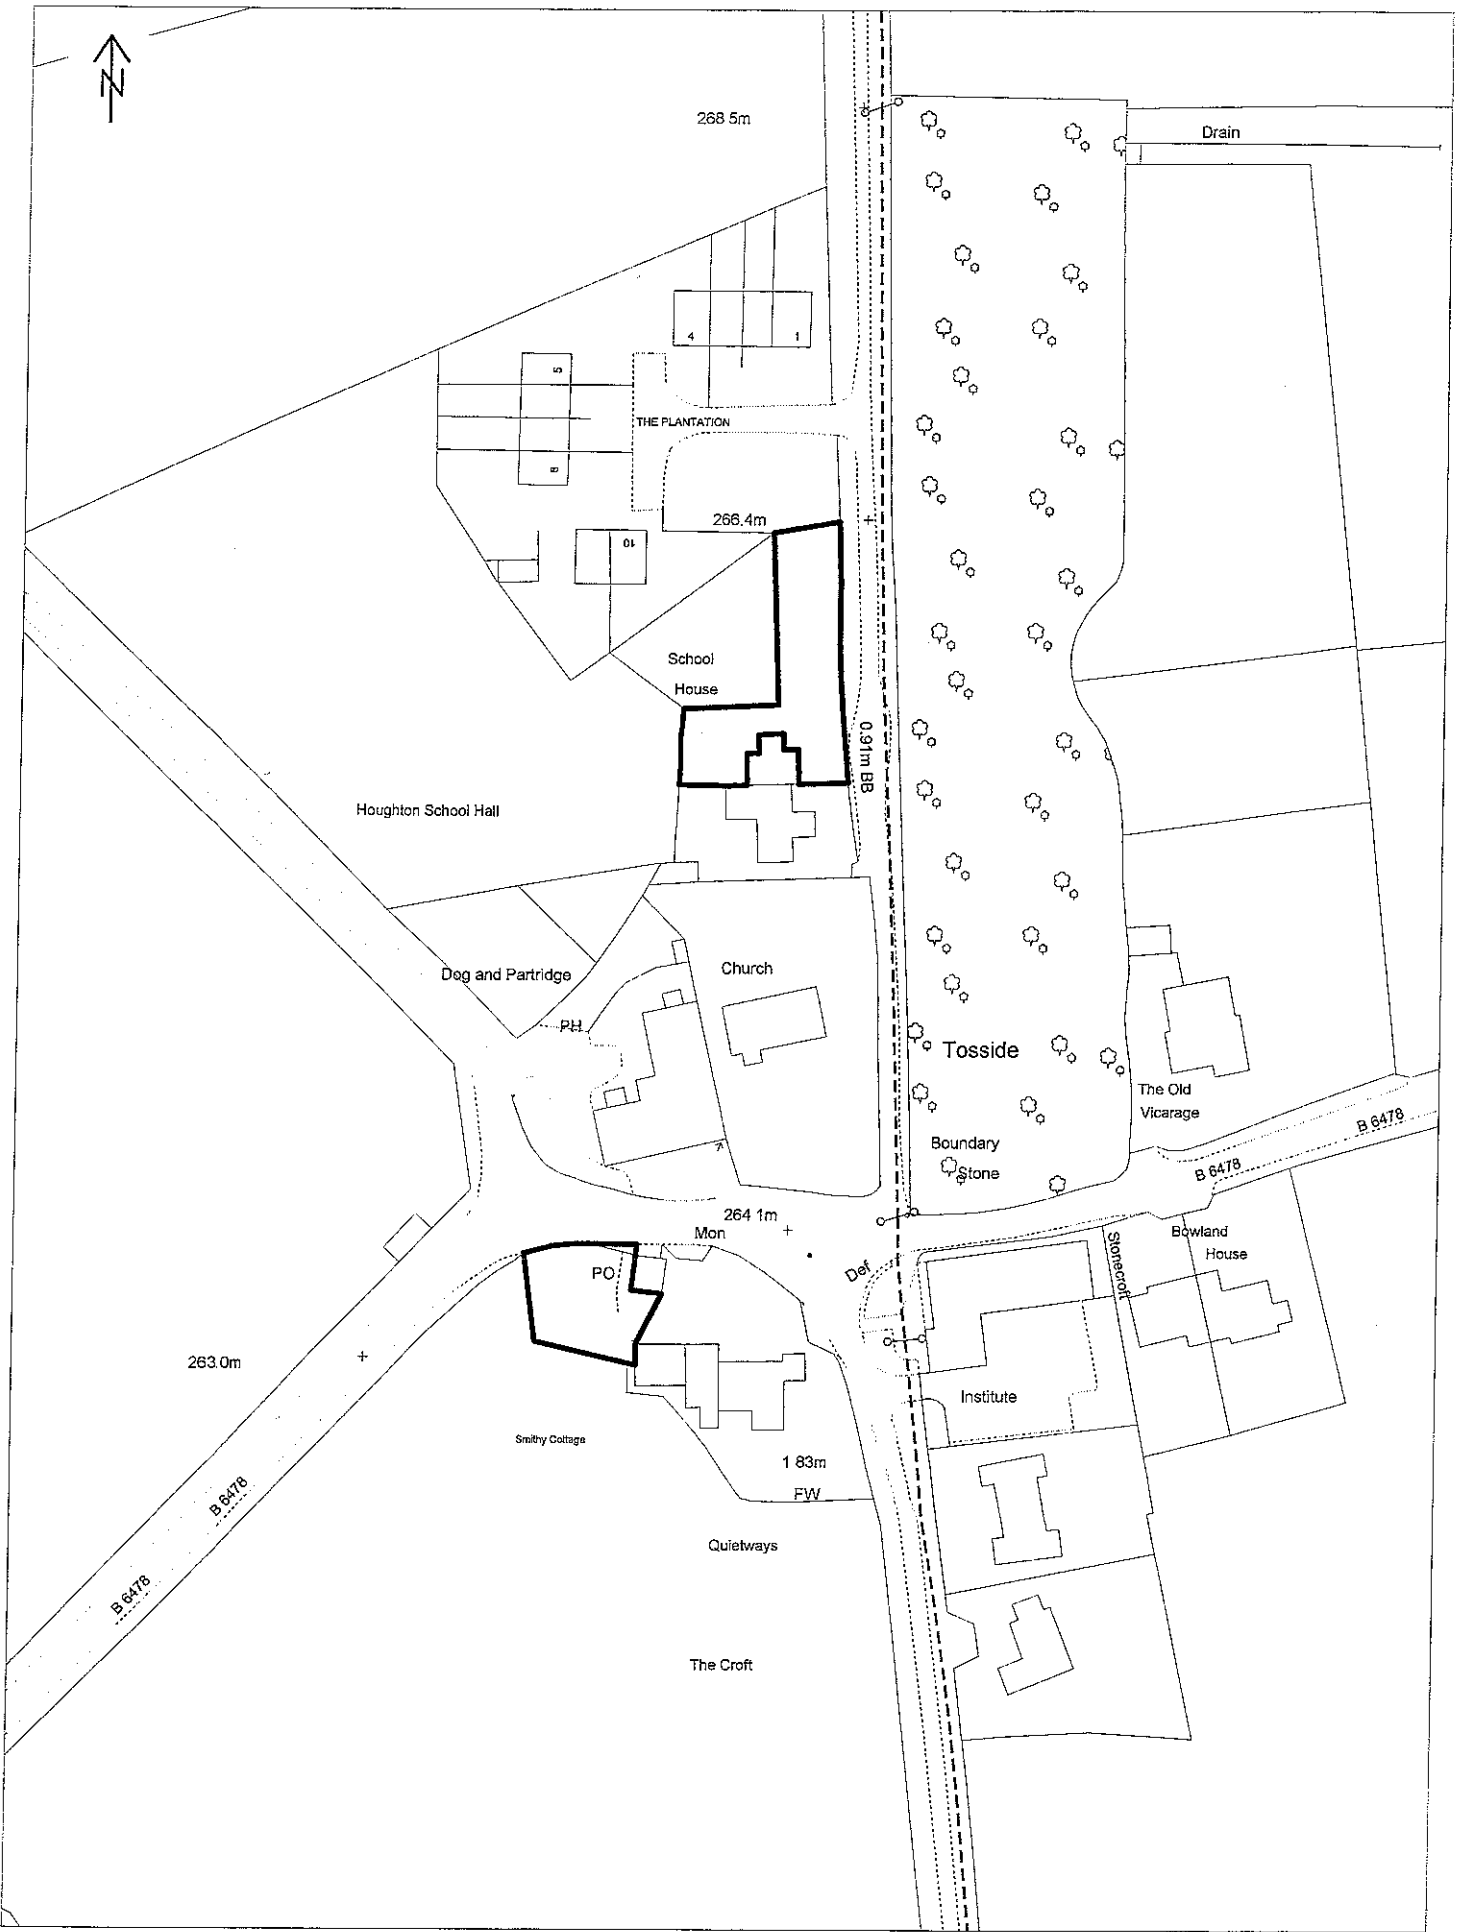 N
268 5m
Drain
4
1
5
THE PLANTATION
8
266.4m
10
School
House
0.91m BB
Houghton School Hall
Dog and Partridge
Church
PH
Tosside
The Old
Vicarage
B 6478
B 6478
Boundary
Stone
264 1m
Mon
Bowland
House
Stonecroft
Def
PO
263.0m
Institute
Smithy Cottage
1 83m
FW
B 6478
Quietways
B 6478
The Croft